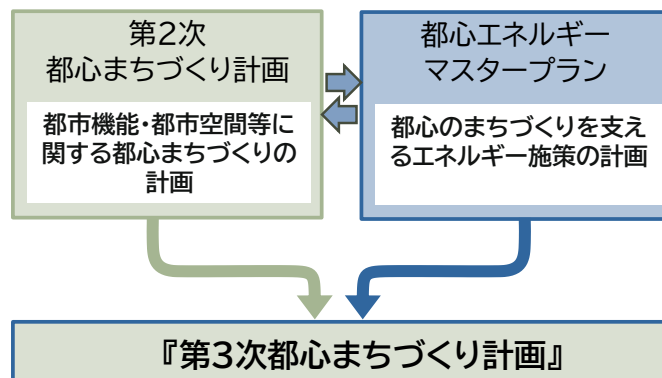 第2次
都心まちづくり計画
都市機能・都市空間等に
関する都心まちづくりの
計画
都心エネルギー
マスタープラン
都心のまちづくりを支え
るエネルギー施策の計画
『第3次都心まちづくり計画』